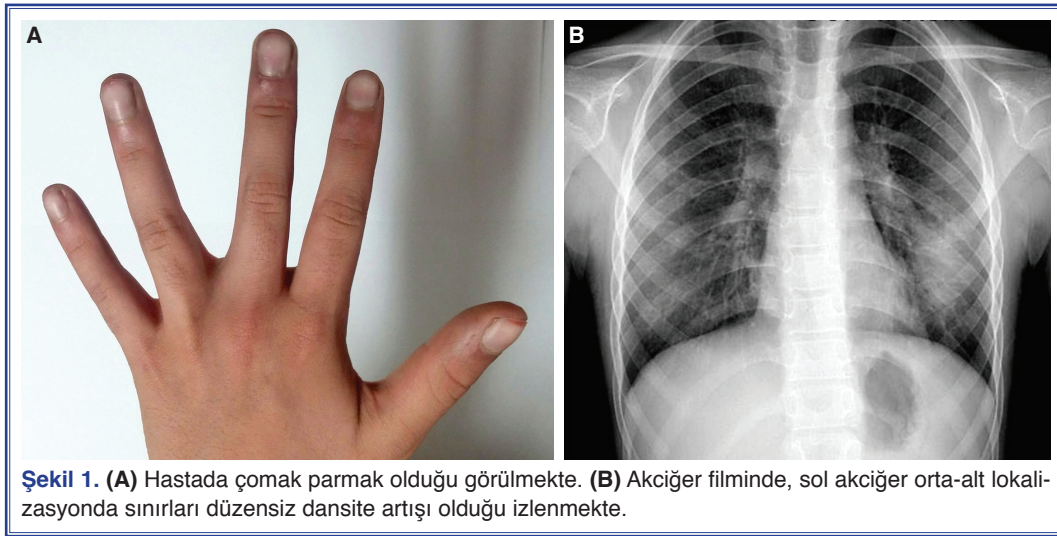 A
B
Şekil 1. (A) Hastada çomak parmak olduğu görülmekte. (B) Akciğer filminde, sol akciğer orta-alt lokali-
zasyonda sınırları düzensiz dansite artışı olduğu izlenmekte.